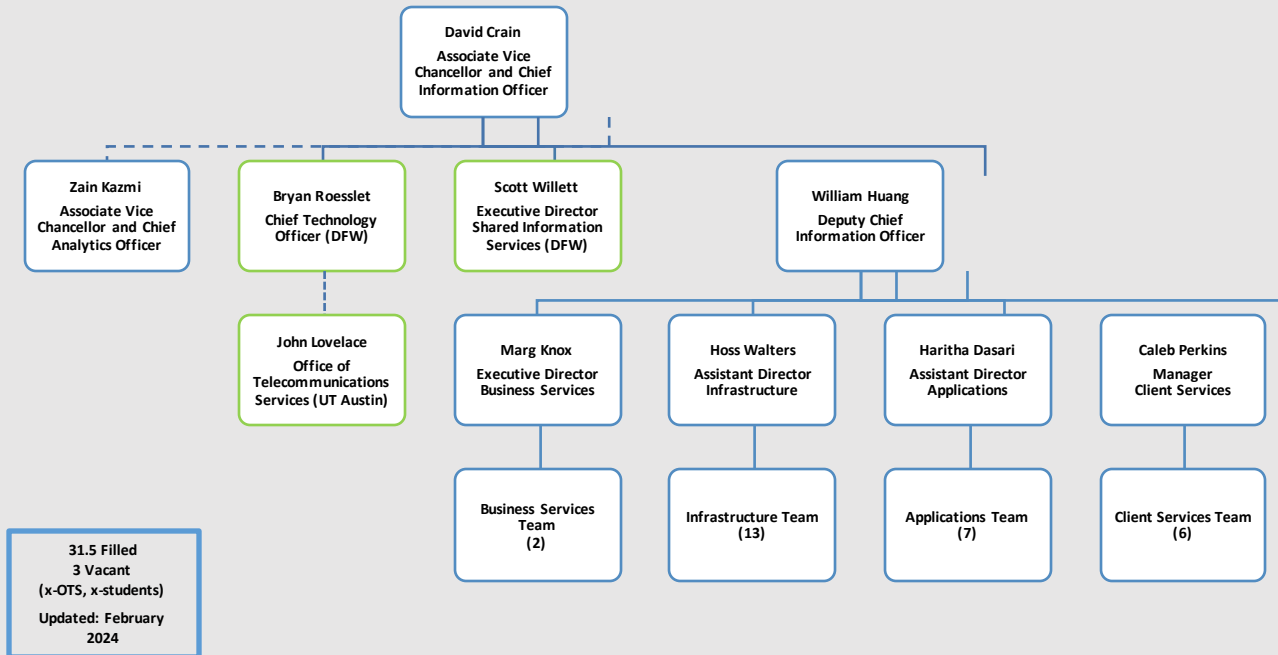 David Crain
Associate Vice
Chancellor and Chief
Information Officer
Zain Kazmi
Associate Vice
Chancellor and Chief
Analytics Officer
Bryan Roesslet
Chief Technology
Officer (DFW)
Scott Willett
Executive Director
Shared Information
Services (DFW)
William Huang
Deputy Chief
Information Officer
John Lovelace
Office of
Telecommunications
Services (UT Austin)
Marg Knox
Executive Director
Business Services
Hoss Walters
Assistant Director
Infrastructure
Haritha Dasari
Assistant Director
Applications
Caleb Perkins
Manager
Client Services
Business Services
Team
(2)
Infrastructure Team
(13)
Applications Team
(7)
Client Services Team
(6)
31.5 Filled
3 Vacant
(x-OTS, x-students)
Updated: February
2024